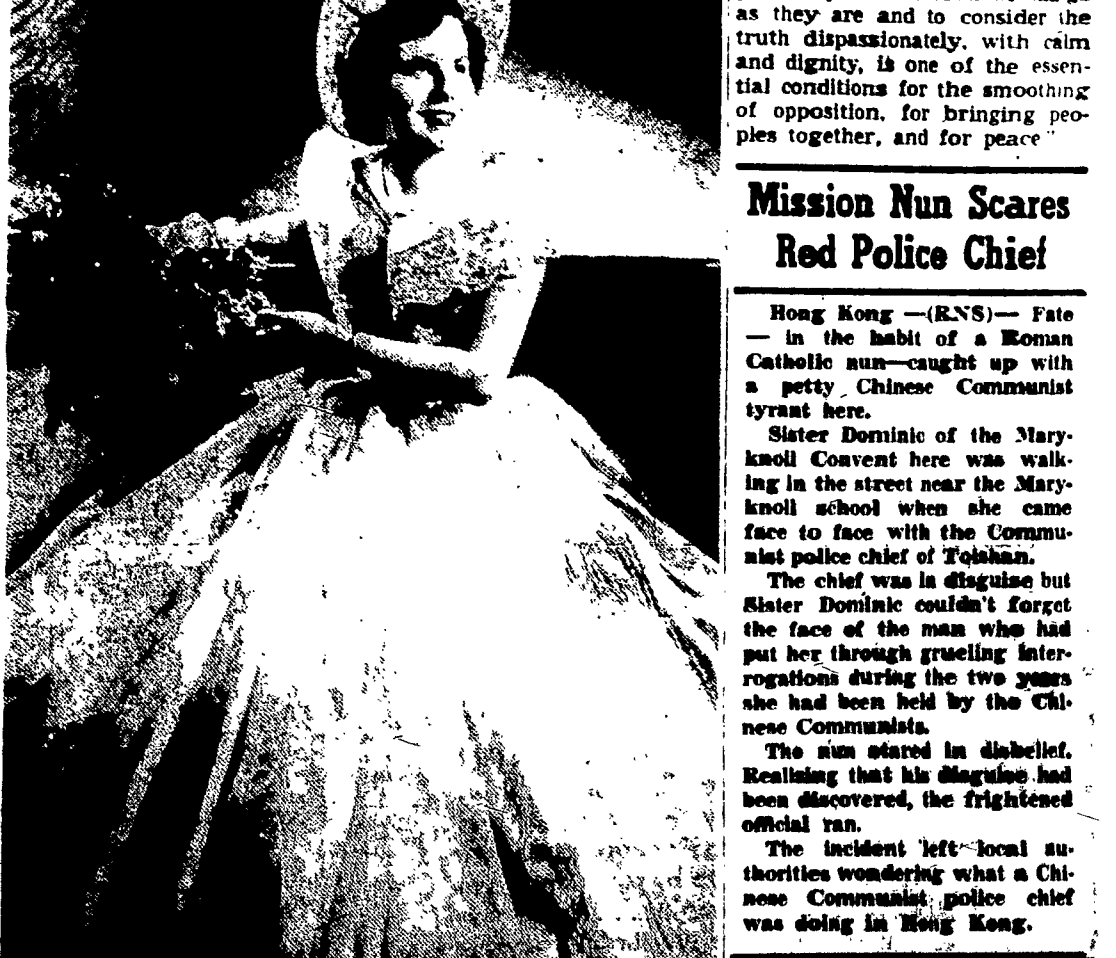 as they are and to consider the
truth dispassionately, with calm
and dignity, is one of the essen-
tial conditions for the smoothing
of opposition, for bringing peo-
ples together, and for peace"
Mission Nun Scares
Red Police Chief
Hong Kong —(RNS)— Fate
— in the habit of a Roman
Catholic nun—caught up with
a petty Chinese Communist
tyrant here.
Sister Dominic of the Mary-
knoll Convent here was walk-
ing in the street near the Mary-
knoll school when she came
face to face with the Commu-
nist police chief of Toishan.
The chief was in disguise but
Sister Dominic couldn't forget
the face of the man who had
put her through grueling inter-
rogations during the two years
she had been held by the Chi-
nese Communists.
The nun stared in disbelief.
Realizing that his disguise had
been discovered, the frightened
official ran.
The incident left local au-
thorities wondering what a Chi-
nese Communist police chief
was doing in Hong Kong.